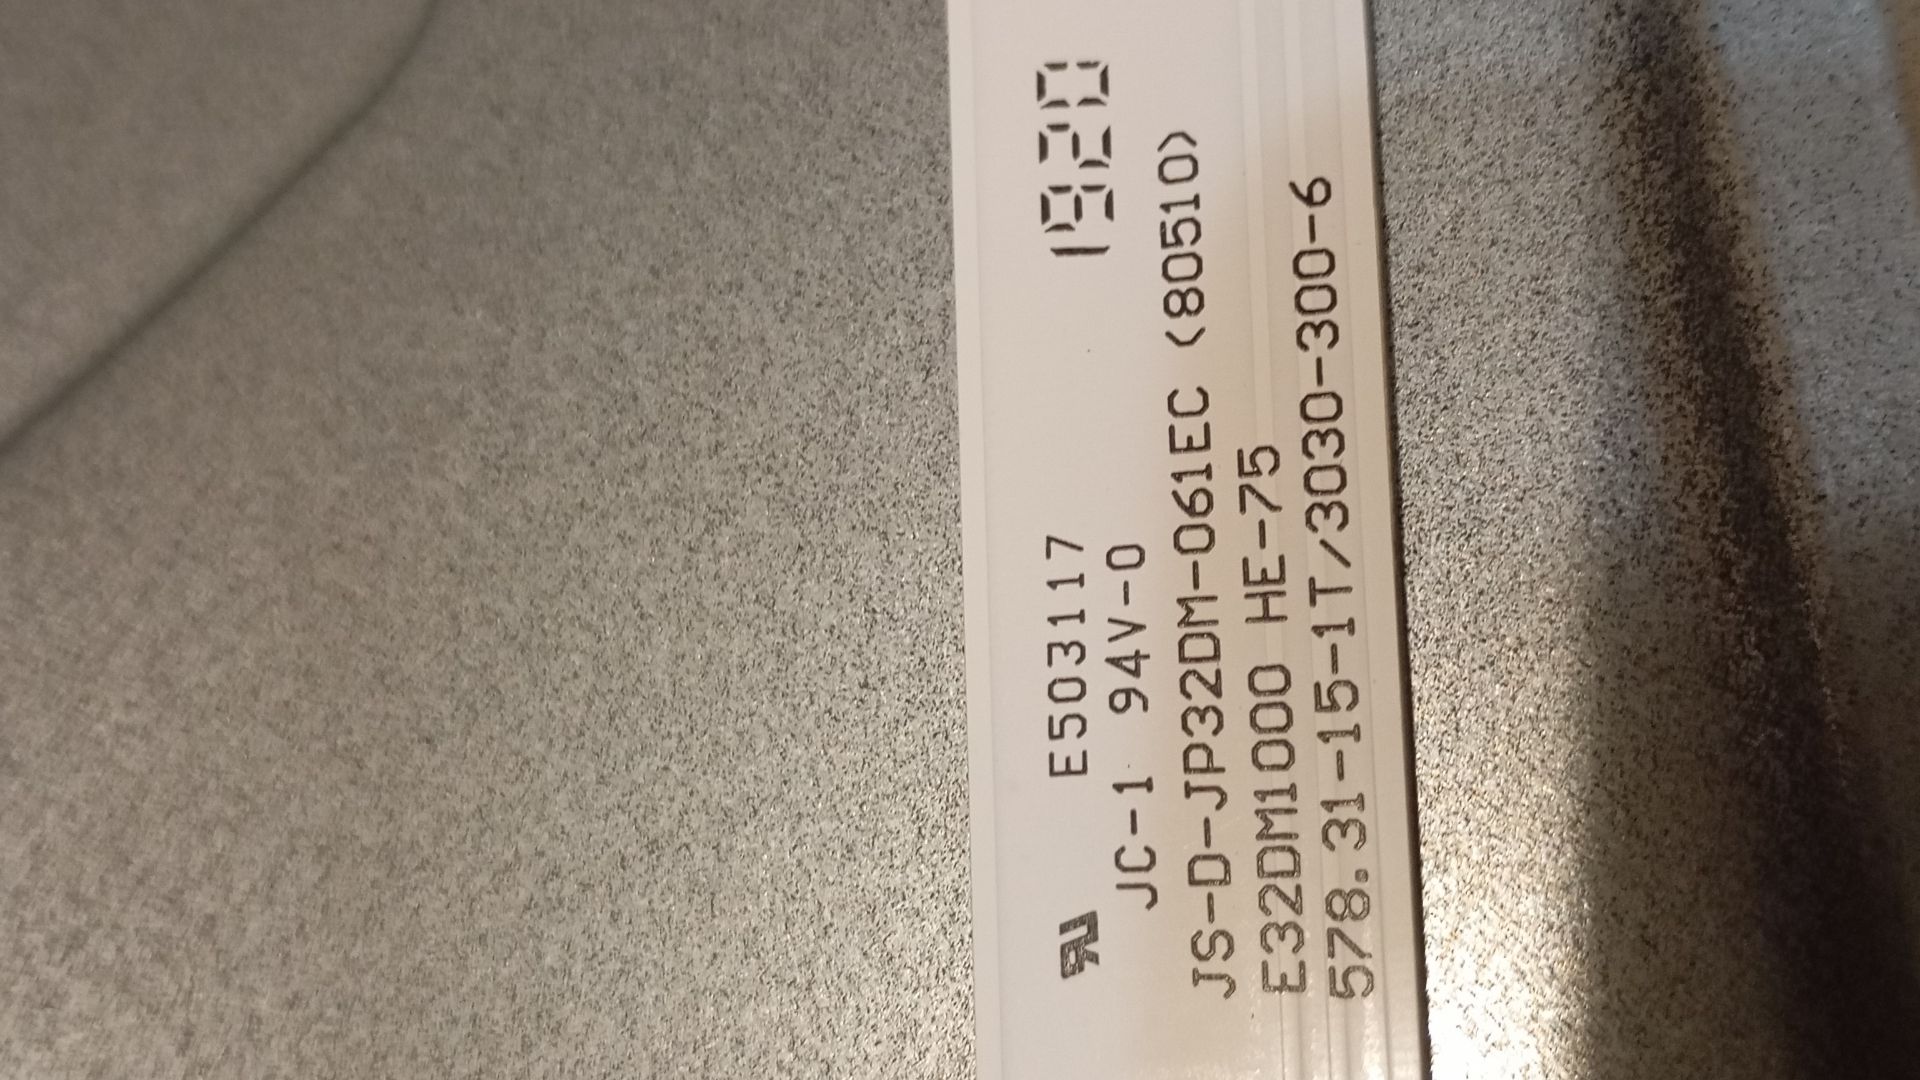 E503117 1920
JC-1 94V-0
JS-D-JP32DM-061EC <80510>
E32DM1000 HE-75
578.31-15-1T/3030-300-6